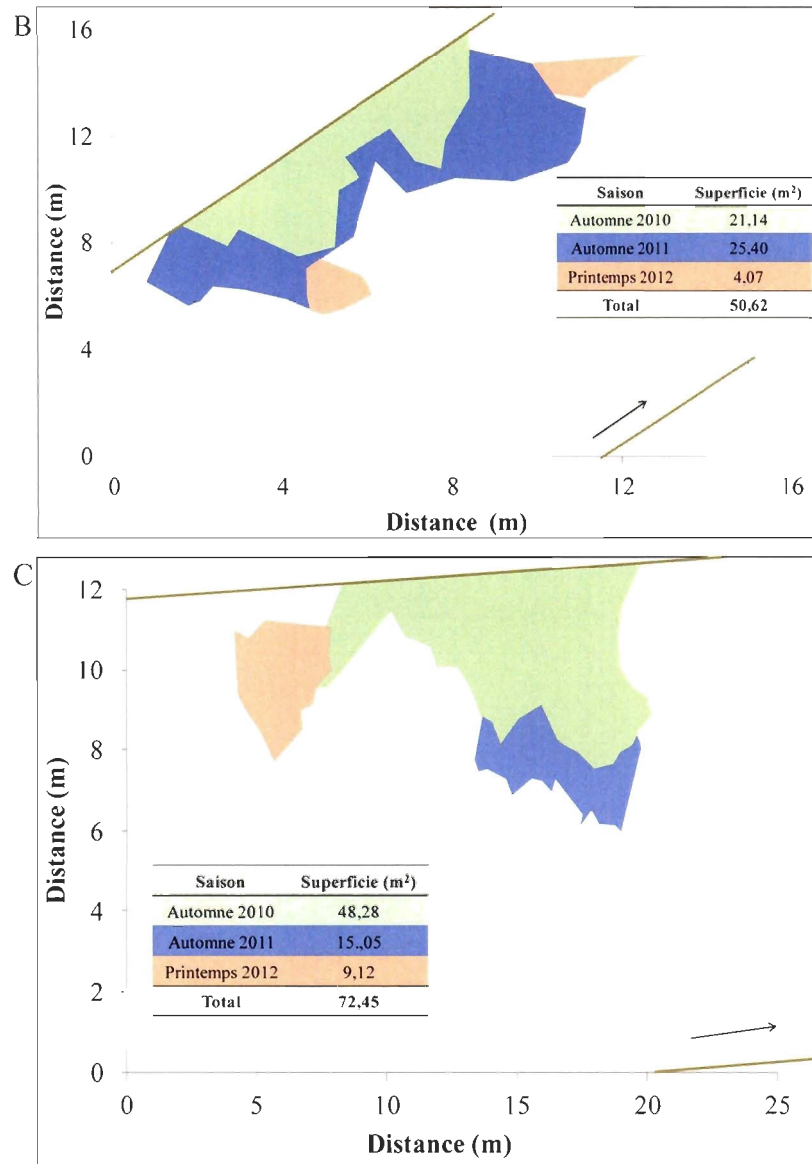 B
16
12
8
4
0
Distance (m)
Saison Superficie (m²)
Automne 2010 21,14
Automne 2011 25,40
Printemps 2012 4,07
Total 50,62
0 4 8 12 16
Distance (m)
C
12
10
8
6
4
2
0
Distance (m)
Saison Superficie (m²)
Automne 2010 48,28
Automne 2011 15.,05
Printemps 2012 9,12
Total 72,45
0 5 10 15 20 25
Distance (m)